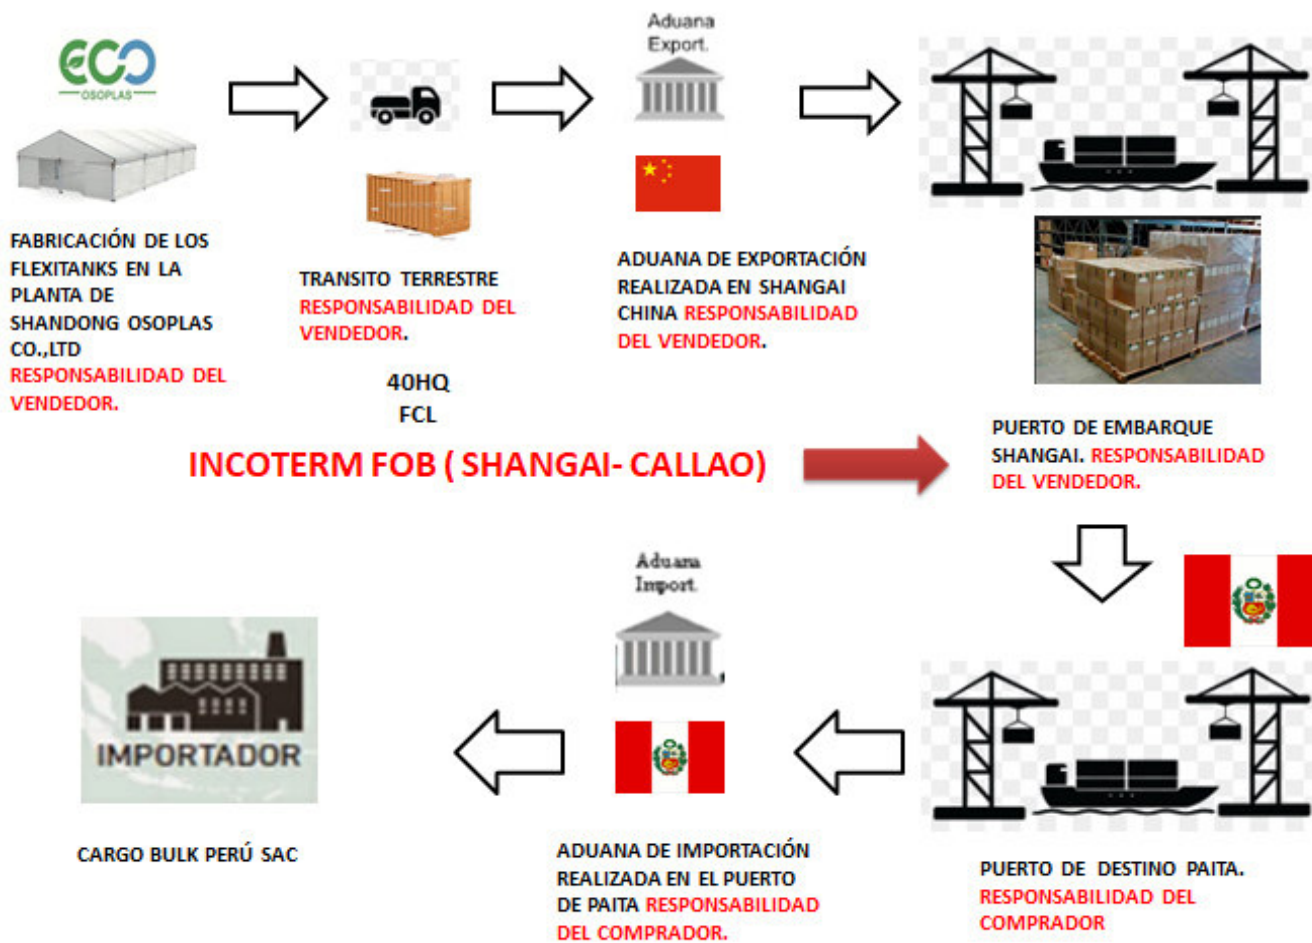 ECO
OSOPLAS
FABRICACIÓN DE LOS
FLEXITANKS EN LA
PLANTA DE
SHANDONG OSOPLAS
CO.,LTD
RESPONSABILIDAD DEL
VENDEDOR.
TRANSITO TERRESTRE
RESPONSABILIDAD DEL
VENDEDOR.
40HQ
FCL
Aduana
Export.
ADUANA DE EXPORTACIÓN
REALIZADA EN SHANGAI
CHINA RESPONSABILIDAD
DEL VENDEDOR.
PUERTO DE EMBARQUE
SHANGAI. RESPONSABILIDAD
DEL VENDEDOR.
INCOTERM FOB ( SHANGAI- CALLAO)
PUERTO DE DESTINO PAITA.
RESPONSABILIDAD DEL
COMPRADOR
Aduana
Import.
ADUANA DE IMPORTACIÓN
REALIZADA EN EL PUERTO
DE PAITA RESPONSABILIDAD
DEL COMPRADOR.
IMPORTADOR
CARGO BULK PERÚ SAC